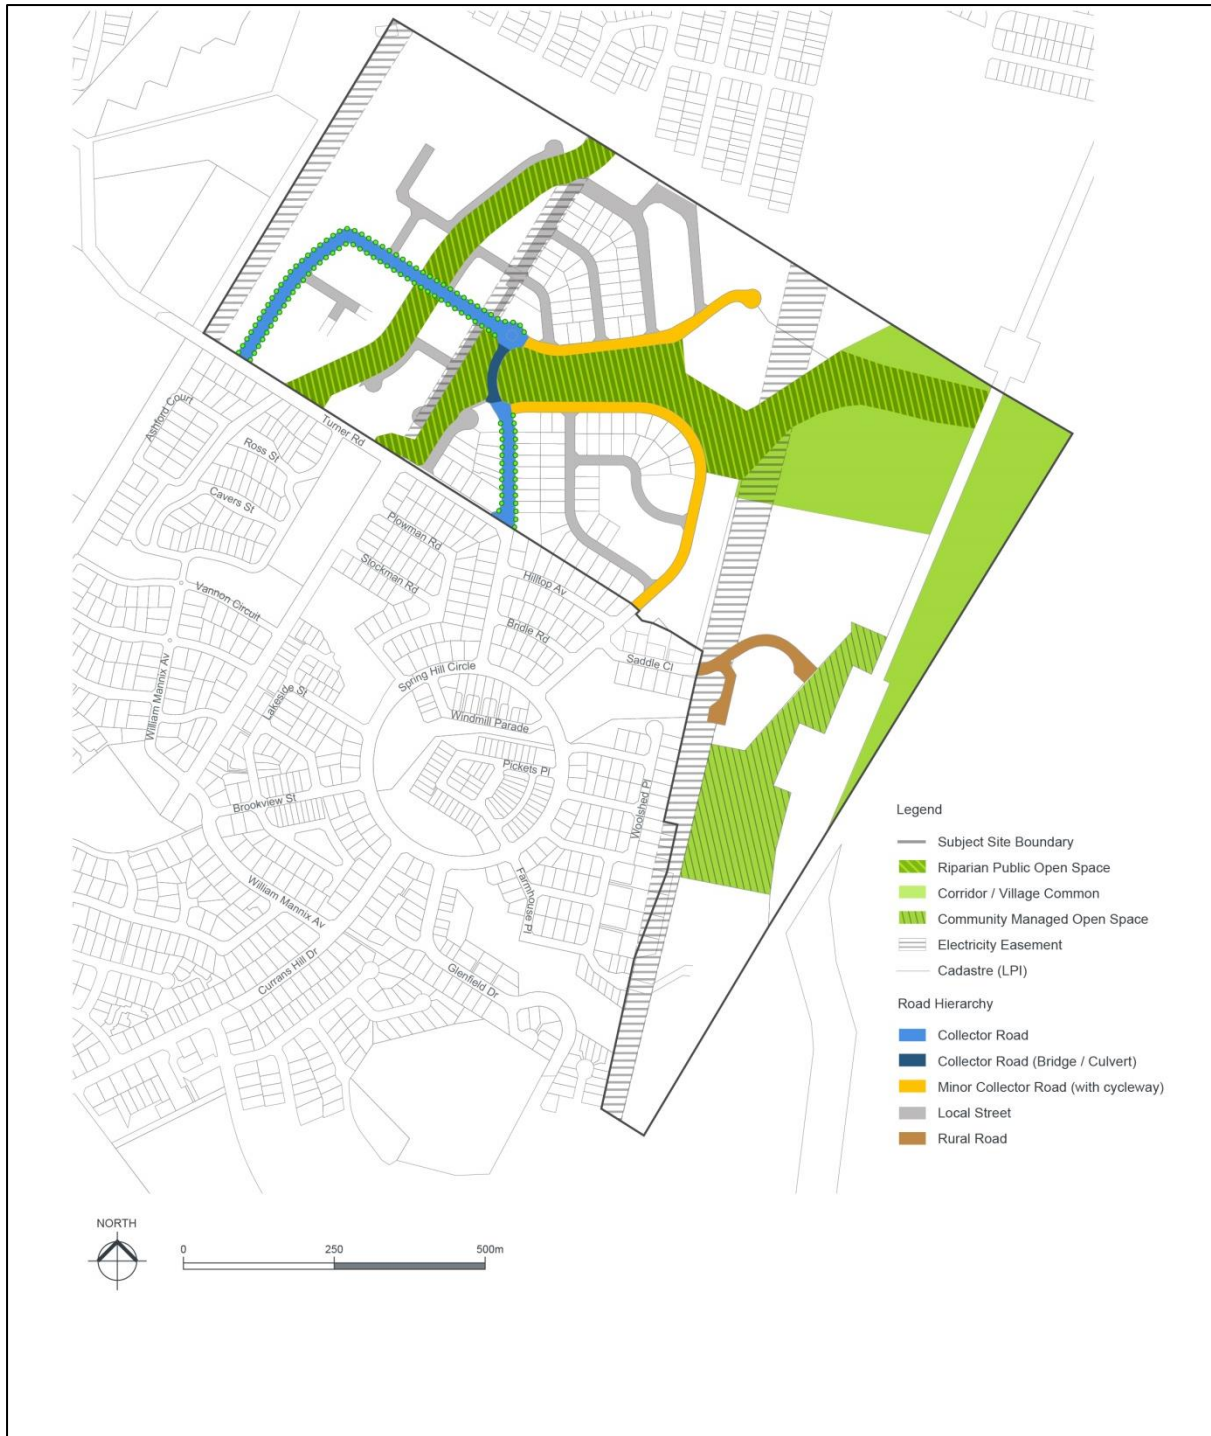 Ashford Court
Ross St
Cavers St
Turner Rd
Plowman Rd
Stockman Rd
Hilltop Av
Vannon Circuit
Bridle Rd
Saddle Cl
Spring Hill Circle
William Mannix Av
Lakeside St
Windmill Parade
Pickets Pl
Brookview St
Woolshed Pl
Farmhouse Pl
William Mannix Av
Currans Hill Dr
Glenfield Dr
Legend
Subject Site Boundary
Riparian Public Open Space
Corridor / Village Common
Community Managed Open Space
Electricity Easement
Cadastre (LPI)
Road Hierarchy
Collector Road
Collector Road (Bridge / Culvert)
Minor Collector Road (with cycleway)
Local Street
Rural Road
NORTH
0 250 500m